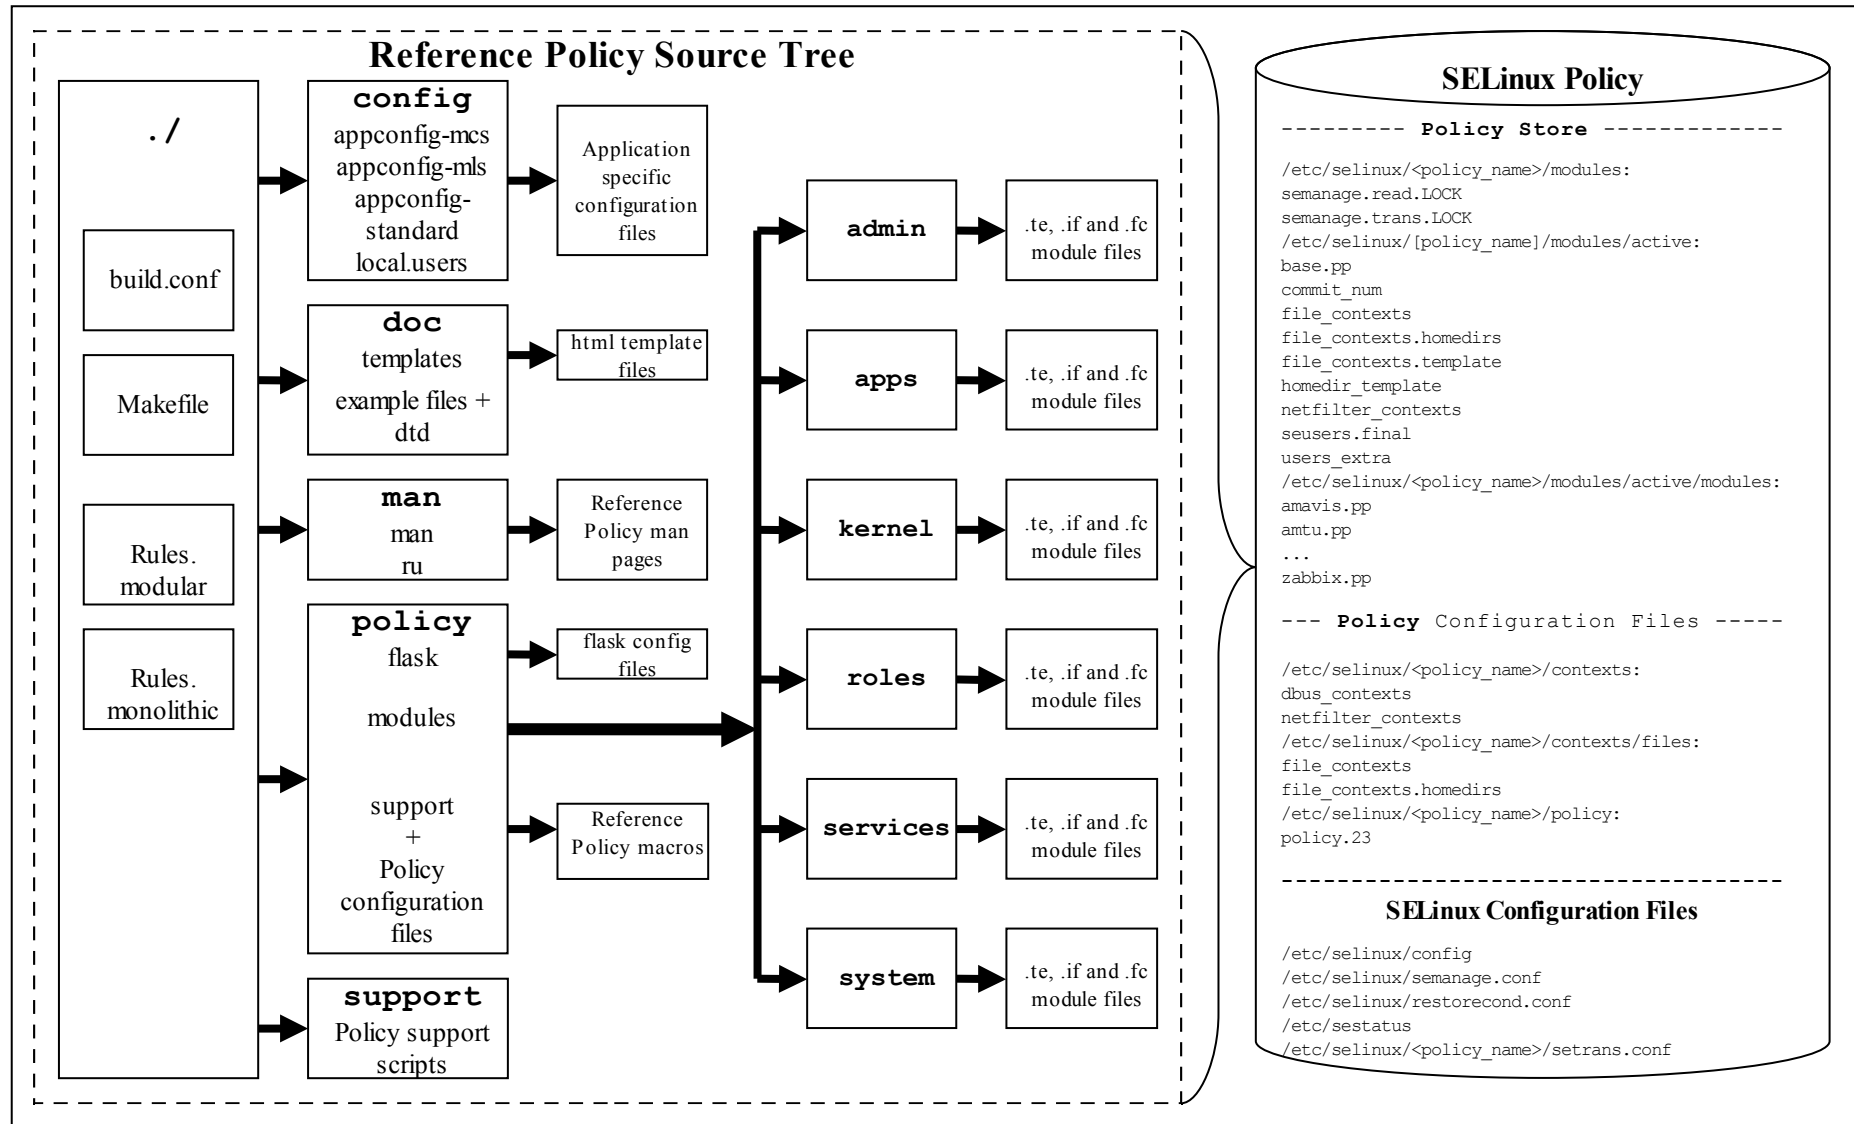 Reference Policy Source Tree
./
build.conf
Makefile
Rules.
modular
Rules.
monolithic
config
appconfig-mcs
appconfig-mls
appconfig-
standard
local.users
Application
specific
configuration
files
doc
templates
example files +
dtd
html template
files
man
man
ru
Reference
Policy man
pages
policy
flask
modules
support
+
Policy
configuration
files
flask config
files
Reference
Policy macros
support
Policy support
scripts
admin
.te, .if and .fc
module files
apps
.te, .if and .fc
module files
kernel
.te, .if and .fc
module files
roles
.te, .if and .fc
module files
services
.te, .if and .fc
module files
system
.te, .if and .fc
module files
SELinux Policy
--------- Policy Store -------------
/etc/selinux/<policy_name>/modules:
semanage.read.LOCK
semanage.trans.LOCK
/etc/selinux/[policy_name]/modules/active:
base.pp
commit_num
file_contexts
file_contexts.homedirs
file_contexts.template
homedir_template
netfilter_contexts
seusers.final
users_extra
/etc/selinux/<policy_name>/modules/active/modules:
amavis.pp
amtu.pp
...
zabbix.pp
--- Policy Configuration Files -----
/etc/selinux/<policy_name>/contexts:
dbus_contexts
netfilter_contexts
/etc/selinux/<policy_name>/contexts/files:
file_contexts
file_contexts.homedirs
/etc/selinux/<policy_name>/policy:
policy.23
------------------------------------
SELinux Configuration Files
/etc/selinux/config
/etc/selinux/semanage.conf
/etc/selinux/restorecond.conf
/etc/sestatus
/etc/selinux/<policy_name>/setrans.conf